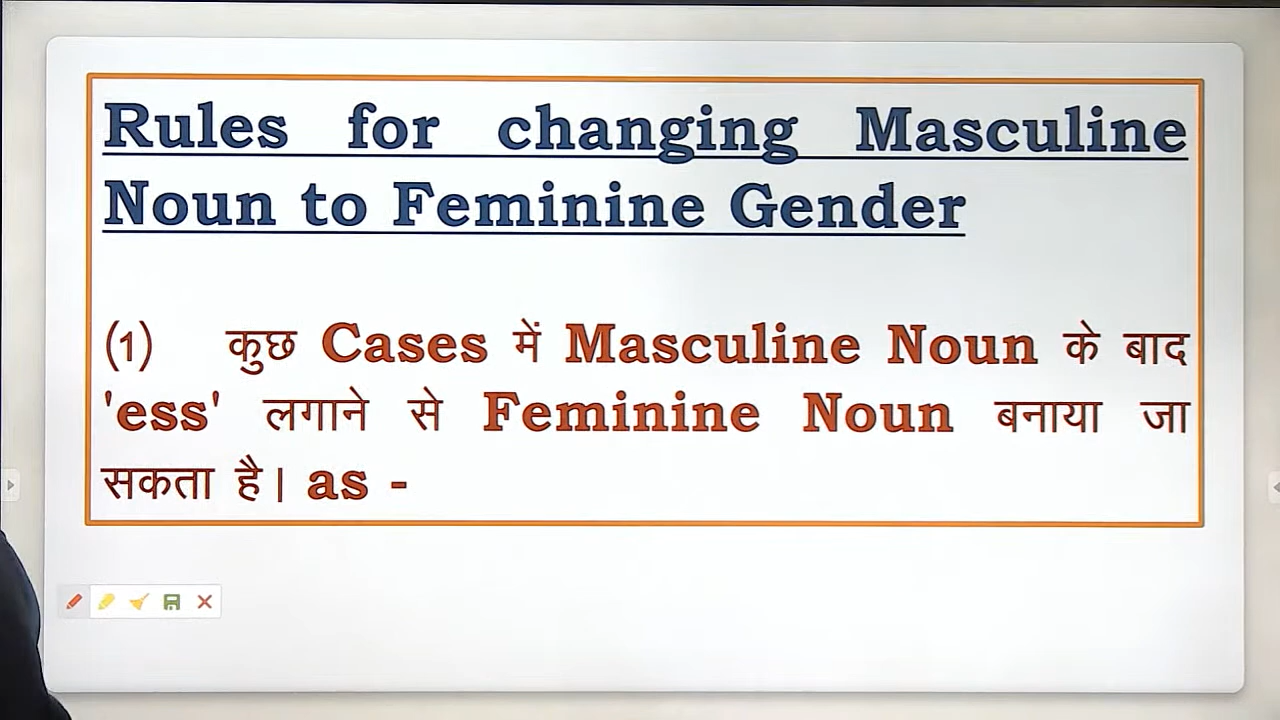 Rules for changing Masculine
Noun to Feminine Gender
(1) कुछ Cases में Masculine Noun के बाद
'ess' लगाने से Feminine Noun बनाया जा
सकता है। as -